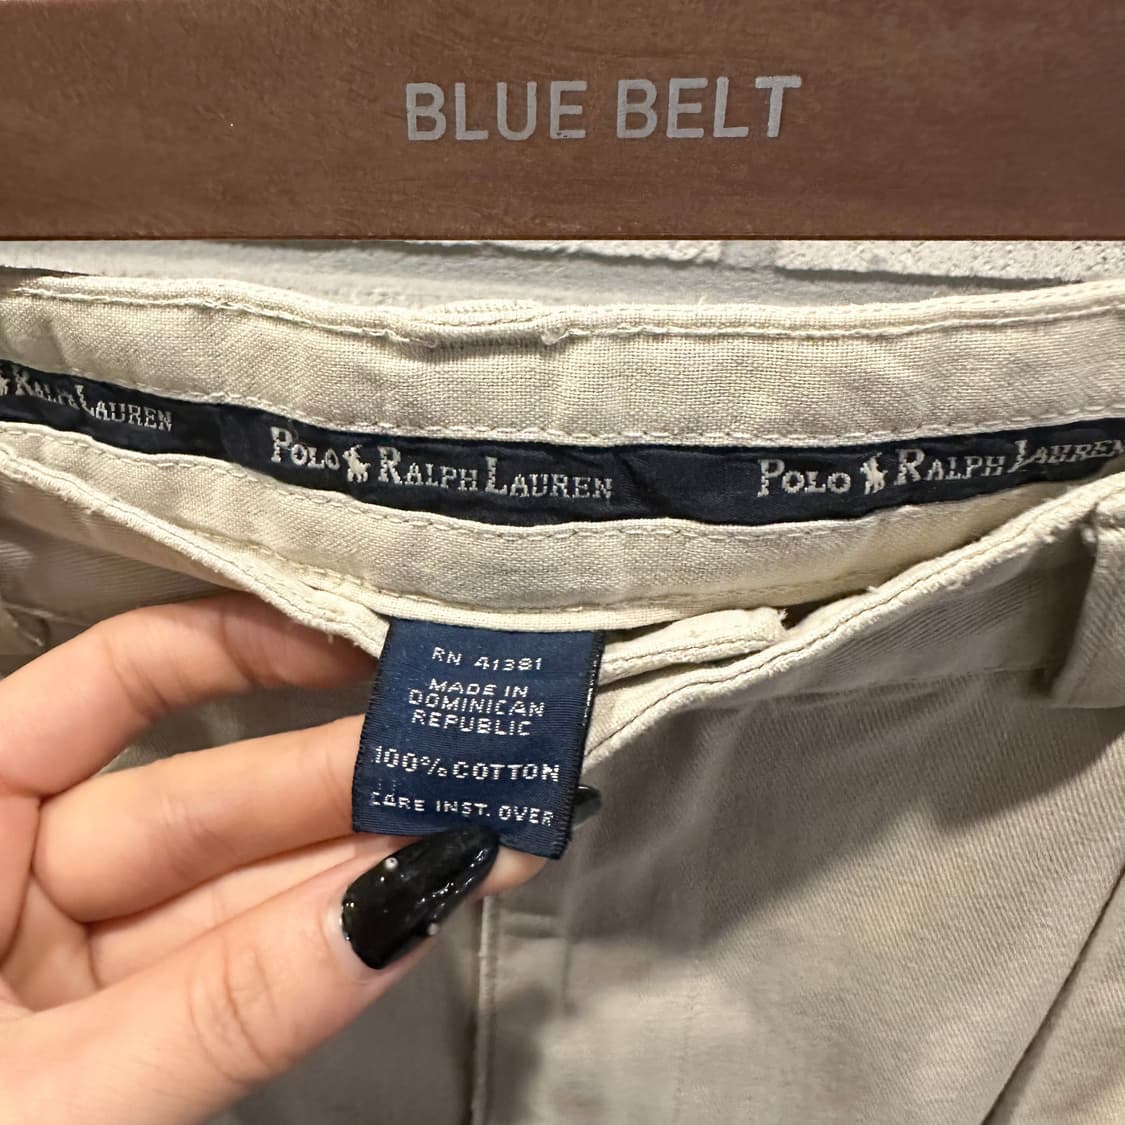 BLUE BELT
RALPH LAUREN
POLO RALPH LAUREN
POLO RALPH LAUREN
RN 41381
MADE IN
DOMINICAN
REPUBLIC
100% COTTON
CARE INST. OVER